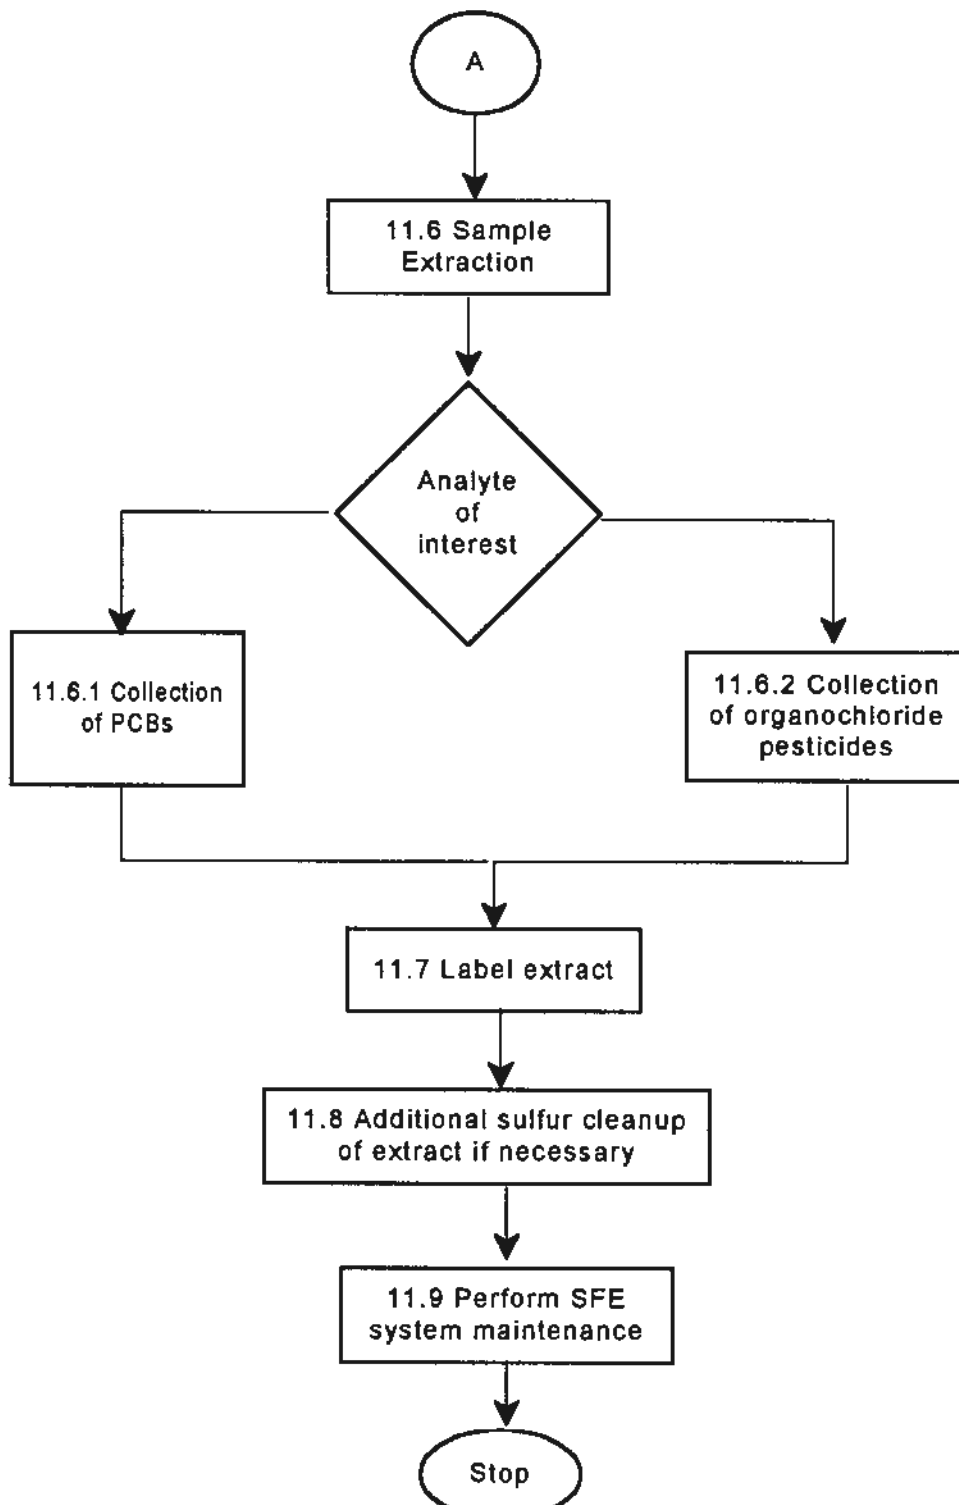 A
11.6 Sample
Extraction
Analyte
of
interest
11.6.1 Collection
of PCBs
11.6.2 Collection
of organochloride
pesticides
11.7 Label extract
11.8 Additional sulfur cleanup
of extract if necessary
11.9 Perform SFE
system maintenance
Stop